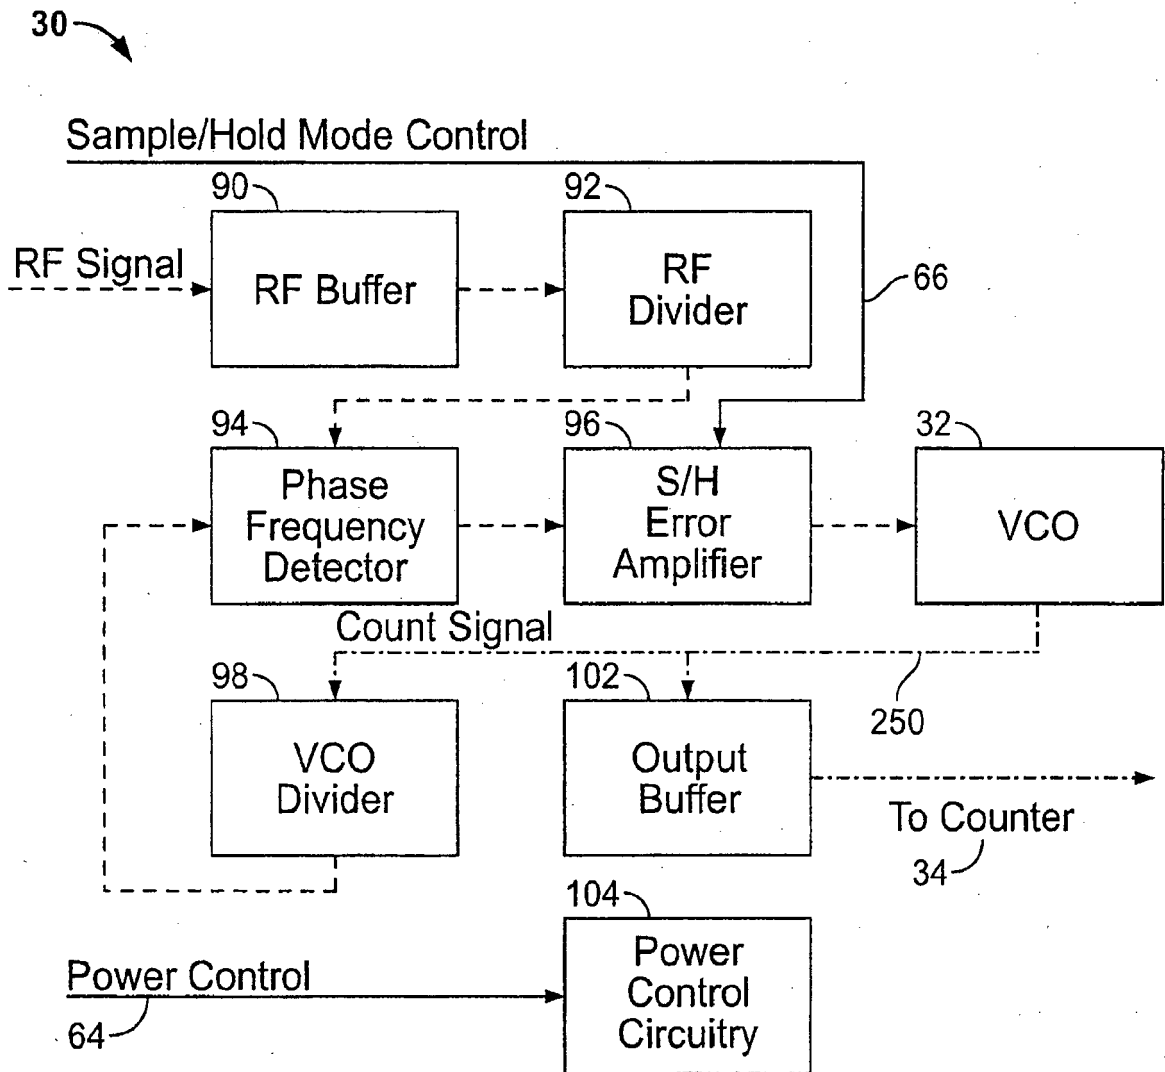 30
Sample/Hold Mode Control
90
92
RF Signal
RF Buffer
RF
Divider
66
94
96
32
Phase
Frequency
Detector
S/H
Error
Amplifier
VCO
Count Signal
98
102
250
VCO
Divider
Output
Buffer
To Counter
34
104
Power Control
64
Power
Control
Circuitry